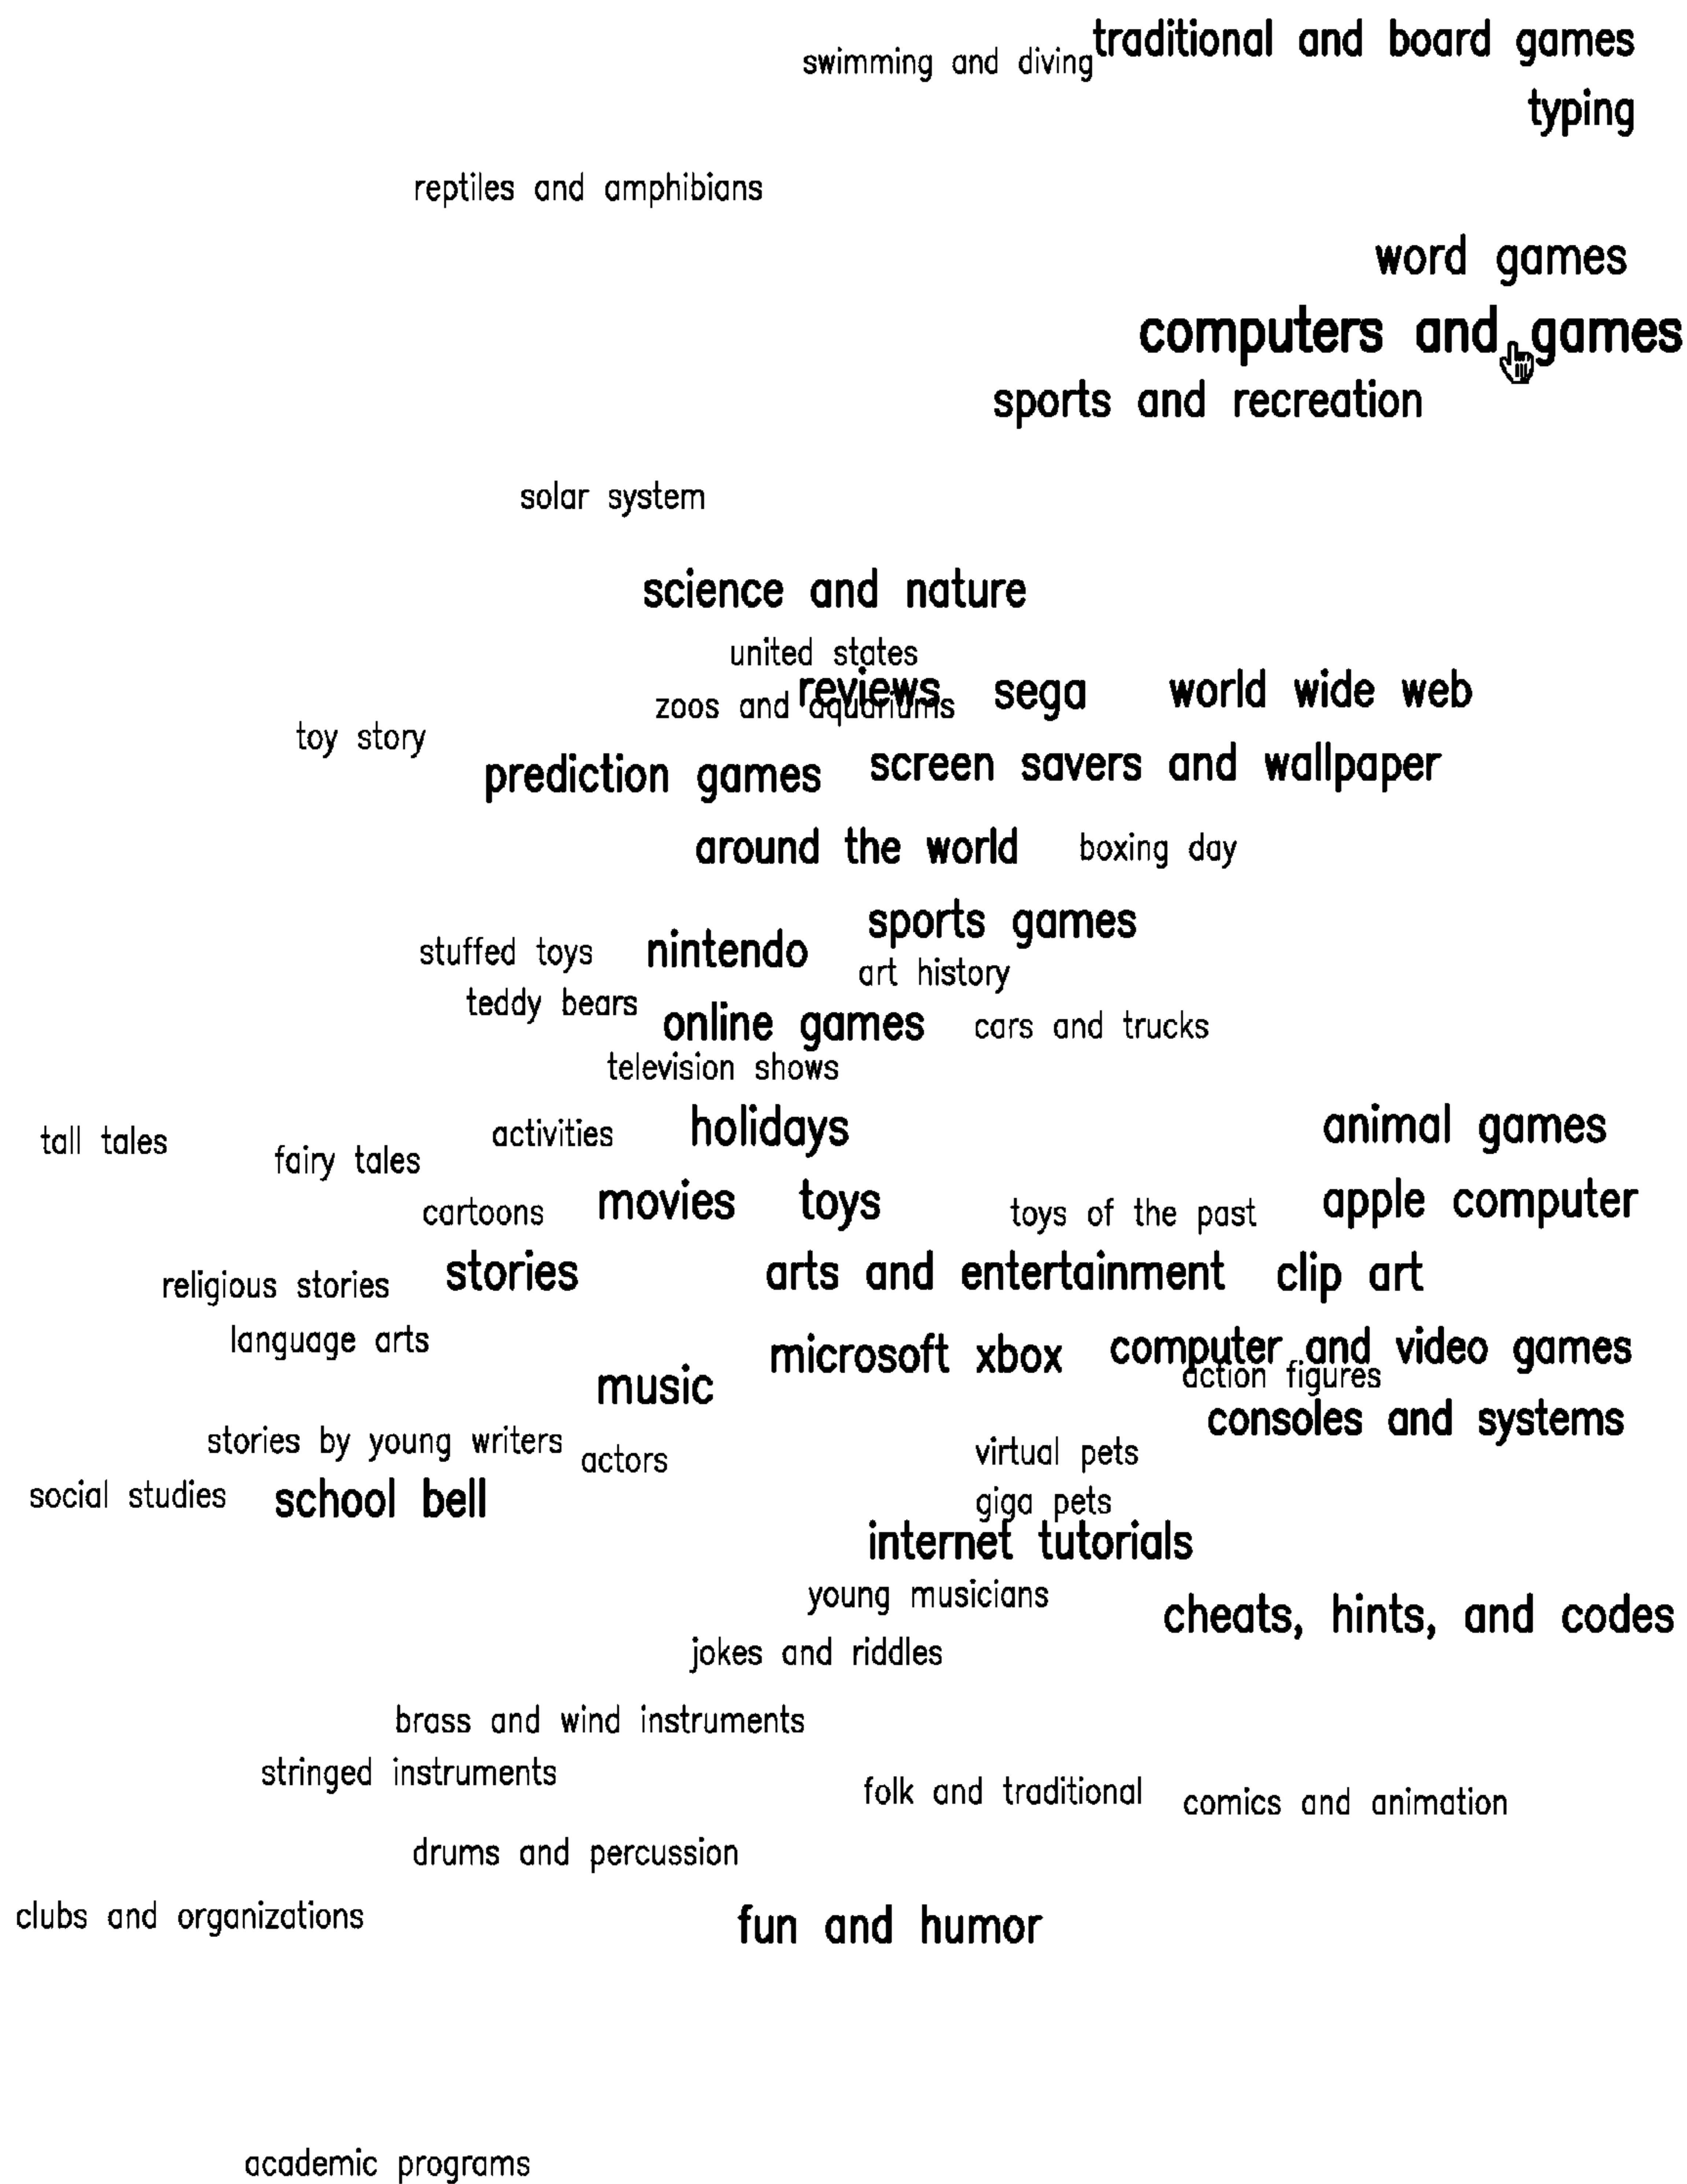 traditional and board games
swimming and diving
typing
reptiles and amphibians
word games
computers and games
sports and recreation
solar system
science and nature
united states
reviews sega world wide web
zoos and aquariums
toy story
prediction games screen savers and wallpaper
around the world boxing day
sports games
stuffed toys nintendo
art history
teddy bears
online games cars and trucks
television shows
holidays animal games
tall tales activities
fairy tales
movies toys apple computer
cartoons toys of the past
stories arts and entertainment clip art
religious stories
language arts
microsoft xbox computer and video games
action figures
music
consoles and systems
stories by young writers virtual pets
actors
social studies school bell
giga pets
internet tutorials
young musicians
cheats, hints, and codes
jokes and riddles
brass and wind instruments
stringed instruments
folk and traditional comics and animation
drums and percussion
clubs and organizations fun and humor
academic programs